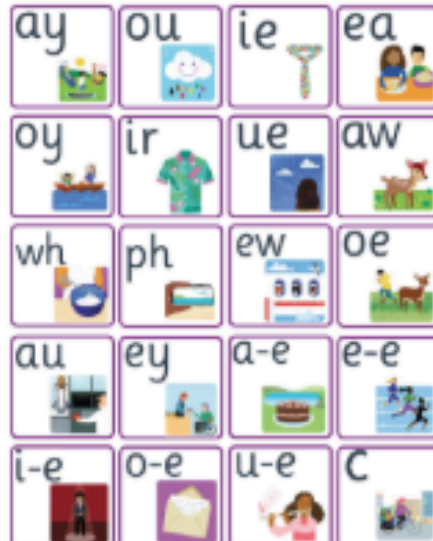 ay ou ie ea
oy ir ue aw
wh ph ew oe
au ey a-e e-e
i-e o-e u-e c